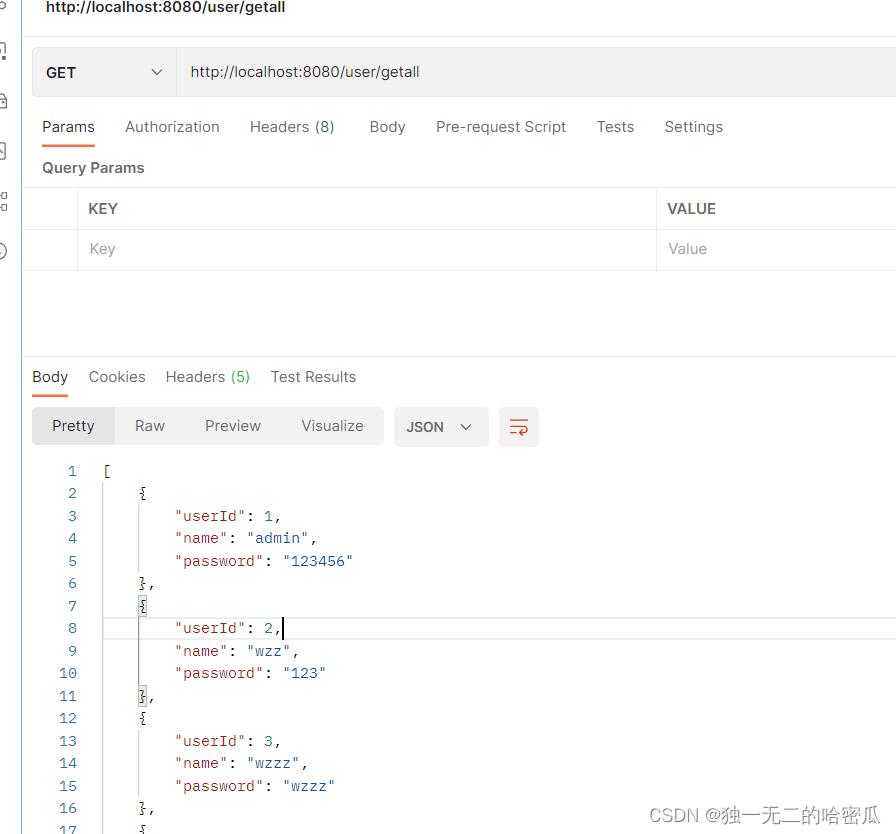 http://localhost:8080/user/getall
GET http://localhost:8080/user/getall
Params Authorization Headers (8) Body Pre-request Script Tests Settings
Query Params
KEY VALUE
Key Value
Body Cookies Headers (5) Test Results
Pretty Raw Preview Visualize JSON
1 [
2 {
3 "userId": 1,
4 "name": "admin",
5 "password": "123456"
6 },
7 {
8 "userId": 2,
9 "name": "wzz",
10 "password": "123"
11 },
12 {
13 "userId": 3,
14 "name": "wzzz",
15 "password": "wzzz"
16 },
17 {
CSDN @独一无二的哈密瓜